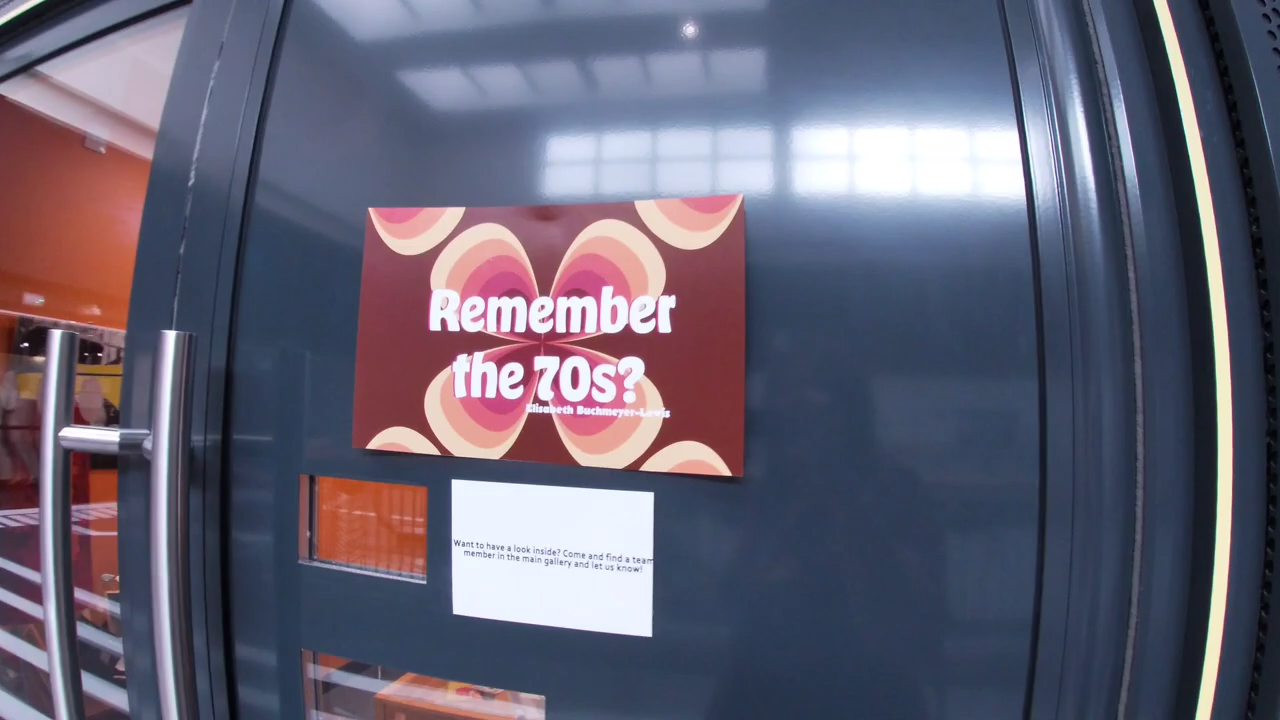 Remember
the 70s?
Elisabeth Buchmeyer-Lewis
Want to have a look inside? Come and find a team
member in the main gallery and let us know!